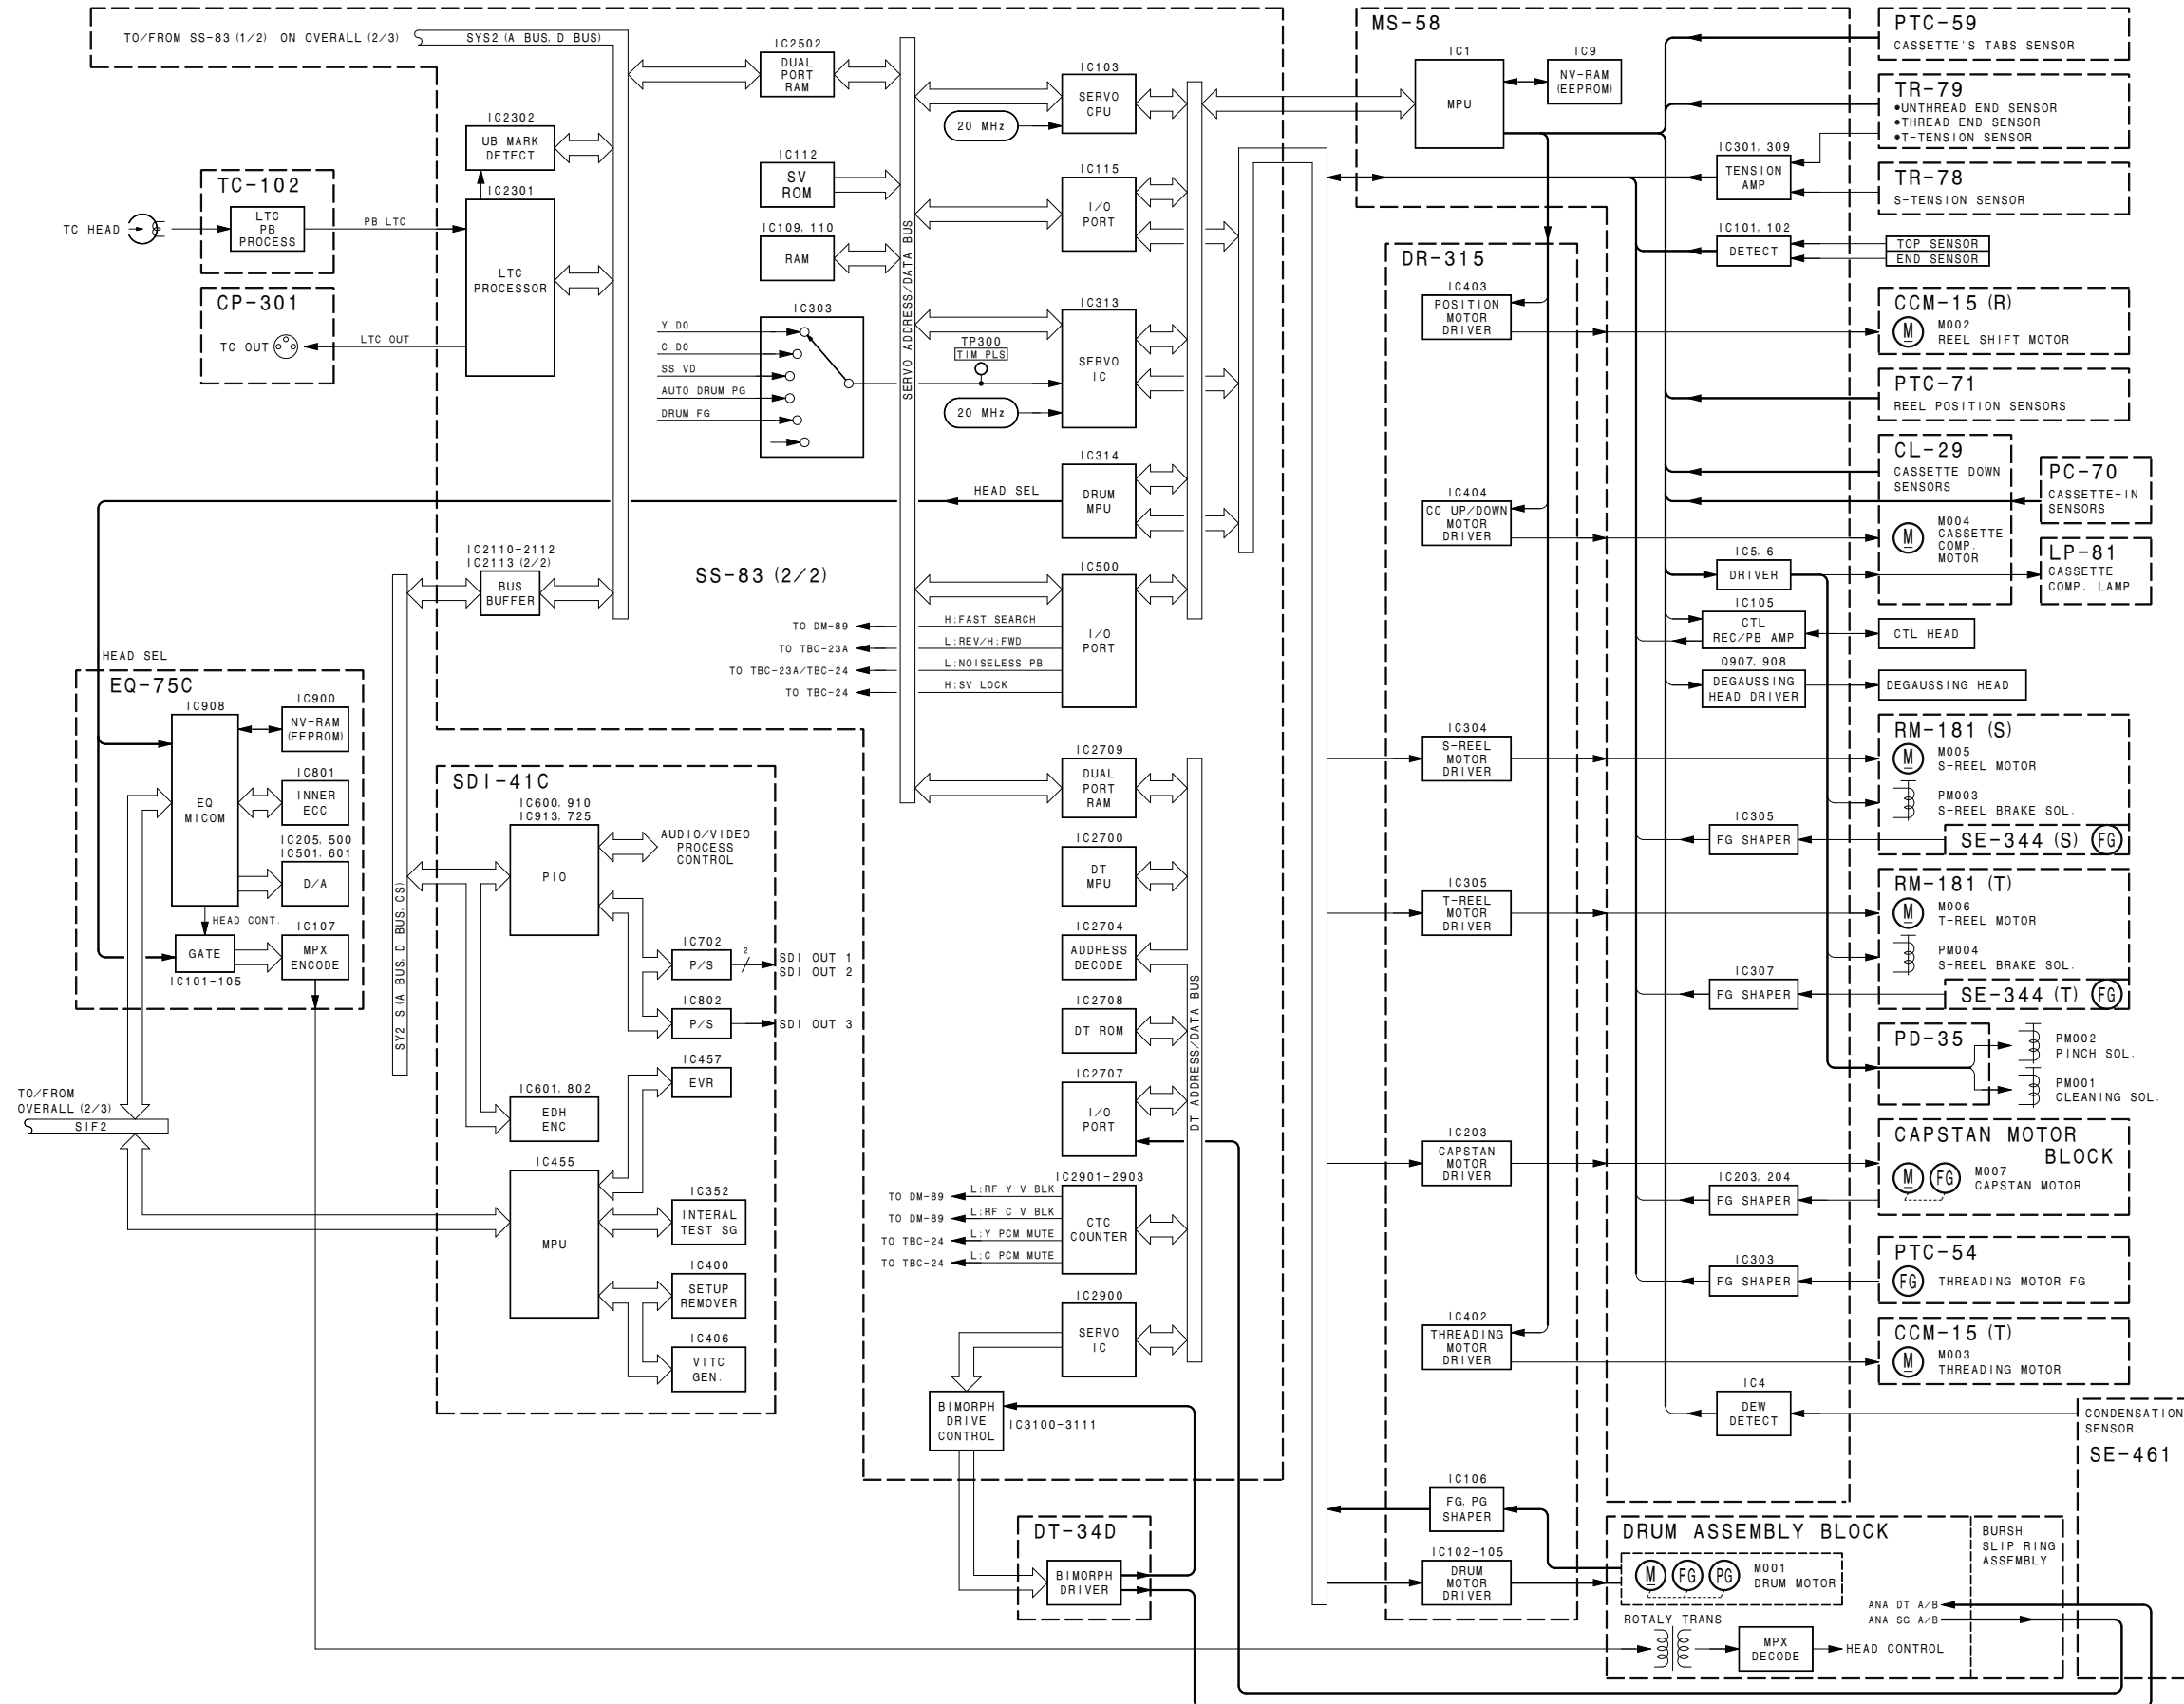 TO/FROM SS-83 (1/2) ON OVERALL (2/3)
SYS2 (A BUS, D BUS)
IC2502
DUAL
PORT
RAM
IC2302
UB MARK
DETECT
IC2301
LTC
PROCESSOR
TC-102
TC HEAD
LTC
PB
PROCESS
PB LTC
CP-301
TC OUT
LTC OUT
IC112
SV
ROM
IC109, 110
RAM
IC303
Y DO
C DO
SS VD
AUTO DRUM PG
DRUM FG
SERVO ADDRESS/DATA BUS
IC103
SERVO
CPU
20 MHz
IC115
I/O
PORT
IC313
SERVO
IC
TP300
TIM PLS
20 MHz
IC314
DRUM
MPU
HEAD SEL
IC500
I/O
PORT
SS-83 (2/2)
TO DM-89
H:FAST SEARCH
TO TBC-23A
L:REV/H:FWD
TO TBC-23A/TBC-24
L:NOISELESS PB
TO TBC-24
H:SV LOCK
IC2110-2112
IC2113 (2/2)
BUS
BUFFER
HEAD SEL
EQ-75C
IC908
EQ
MICOM
IC900
NV-RAM
(EEPROM)
IC801
INNER
ECC
IC205, 500
IC501, 601
D/A
HEAD CONT.
GATE
IC101-105
IC107
MPX
ENCODE
TO/FROM
OVERALL (2/3)
SIF2
SY2 S (A BUS, D BUS, CS)
SDI-41C
IC600, 910
IC913, 725
PIO
AUDIO/VIDEO
PROCESS
CONTROL
IC702
P/S
2
SDI OUT 1
SDI OUT 2
IC802
P/S
SDI OUT 3
IC457
EVR
IC601, 802
EDH
ENC
IC455
MPU
IC352
INTERAL
TEST SG
IC400
SETUP
REMOVER
IC406
VITC
GEN.
IC2709
DUAL
PORT
RAM
IC2700
DT
MPU
IC2704
ADDRESS
DECODE
IC2708
DT ROM
IC2707
I/O
PORT
DT ADDRESS/DATA BUS
IC2901-2903
CTC
COUNTER
TO DM-89
L:RF Y V BLK
TO DM-89
L:RF C V BLK
TO TBC-24
L:Y PCM MUTE
TO TBC-24
L:C PCM MUTE
IC2900
SERVO
IC
BIMORPH
DRIVE
CONTROL
IC3100-3111
DT-34D
BIMORPH
DRIVER
MS-58
IC1
MPU
IC9
NV-RAM
(EEPROM)
IC301, 309
TENSION
AMP
IC101, 102
DETECT
DR-315
IC403
POSITION
MOTOR
DRIVER
IC404
CC UP/DOWN
MOTOR
DRIVER
IC5, 6
DRIVER
IC105
CTL
REC/PB AMP
Q907, 908
DEGAUSSING
HEAD DRIVER
IC304
S-REEL
MOTOR
DRIVER
IC305
FG SHAPER
IC305
T-REEL
MOTOR
DRIVER
IC307
FG SHAPER
IC203
CAPSTAN
MOTOR
DRIVER
IC203, 204
FG SHAPER
IC303
FG SHAPER
IC402
THREADING
MOTOR
DRIVER
IC4
DEW
DETECT
IC106
FG, PG
SHAPER
IC102-105
DRUM
MOTOR
DRIVER
PTC-59
CASSETTE'S TABS SENSOR
TR-79
•UNTHREAD END SENSOR
•THREAD END SENSOR
•T-TENSION SENSOR
TR-78
S-TENSION SENSOR
TOP SENSOR
END SENSOR
CCM-15 (R)
M
M002
REEL SHIFT MOTOR
PTC-71
REEL POSITION SENSORS
CL-29
CASSETTE DOWN
SENSORS
M
M004
CASSETTE
COMP.
MOTOR
PC-70
CASSETTE-IN
SENSORS
LP-81
CASSETTE
COMP. LAMP
CTL HEAD
DEGAUSSING HEAD
RM-181 (S)
M
M005
S-REEL MOTOR
PM003
S-REEL BRAKE SOL.
SE-344 (S) FG
RM-181 (T)
M
M006
T-REEL MOTOR
PM004
S-REEL BRAKE SOL.
SE-344 (T) FG
PD-35
PM002
PINCH SOL.
PM001
CLEANING SOL.
CAPSTAN MOTOR
BLOCK
M FG
M007
CAPSTAN MOTOR
PTC-54
FG
THREADING MOTOR FG
CCM-15 (T)
M
M003
THREADING MOTOR
CONDENSATION
SENSOR
SE-461
DRUM ASSEMBLY BLOCK
M FG PG
M001
DRUM MOTOR
BURSH
SLIP RING
ASSEMBLY
ANA DT A/B
ANA SG A/B
ROTALY TRANS
MPX
DECODE
HEAD CONTROL